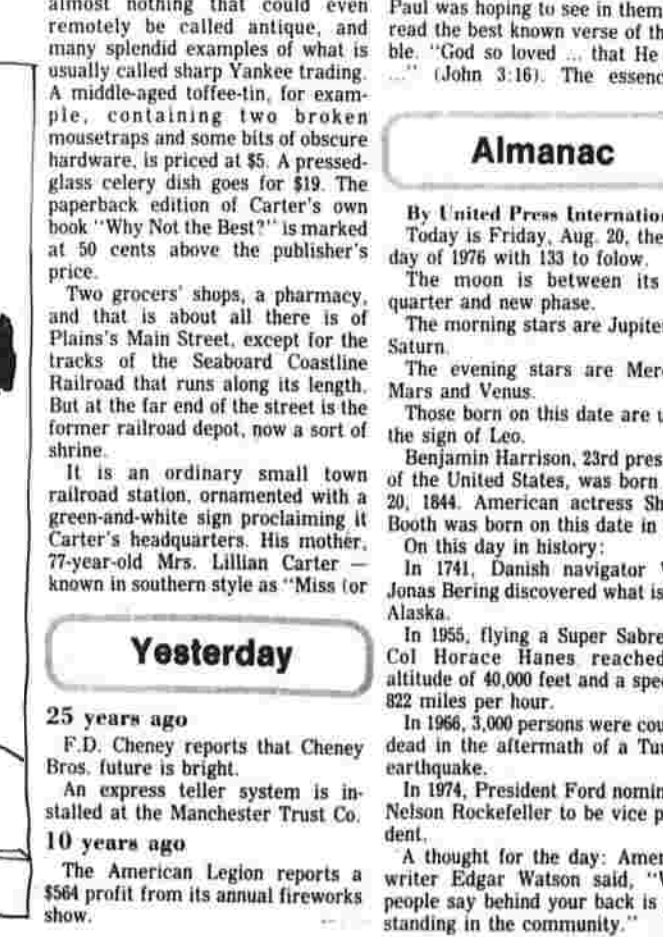 almost nothing that could even
remotely be called antique, and
many splendid examples of what is
usually called sharp Yankee trading.
A middle-aged toffee-tin, for exam-
ple, containing two broken
mousetraps and some bits of obscure
hardware, is priced at $5. A pressed-
glass celery dish goes for $19. The
paperback edition of Carter's own
book "Why Not the Best?" is marked
at 50 cents above the publisher's
price.
Two grocers' shops, a pharmacy,
and that is about all there is of
Plains's Main Street, except for the
tracks of the Seaboard Coastline
Railroad that runs along its length.
But at the far end of the street is the
former railroad depot, now a sort of
shrine.
It is an ordinary small town
railroad station, ornamented with a
green-and-white sign proclaiming it
Carter's headquarters. His mother,
77-year-old Mrs. Lillian Carter —
known in southern style as "Miss (or
Yesterday
25 years ago
F.D. Cheney reports that Cheney
Bros. future is bright.
An express teller system is in-
stalled at the Manchester Trust Co.
10 years ago
The American Legion reports a
$564 profit from its annual fireworks
show.
Paul was hoping to see in them
read the best known verse of th
ble. "God so loved ... that He
..." (John 3:16). The essenc
Almanac
By United Press Internation
Today is Friday, Aug. 20, the
day of 1976 with 133 to folow.
The moon is between its
quarter and new phase.
The morning stars are Jupiter
Saturn.
The evening stars are Merc
Mars and Venus.
Those born on this date are u
the sign of Leo.
Benjamin Harrison, 23rd pres
of the United States, was born
20, 1844. American actress Sh
Booth was born on this date in
On this day in history:
In 1741, Danish navigator
Jonas Bering discovered what is
Alaska.
In 1955, flying a Super Sabre
Col Horace Hanes reached
altitude of 40,000 feet and a spee
822 miles per hour.
In 1966, 3,000 persons were cou
dead in the aftermath of a Tur
earthquake.
In 1974, President Ford nomin
Nelson Rockefeller to be vice p
dent.
A thought for the day: Amer
writer Edgar Watson said, "W
people say behind your back is
standing in the community."